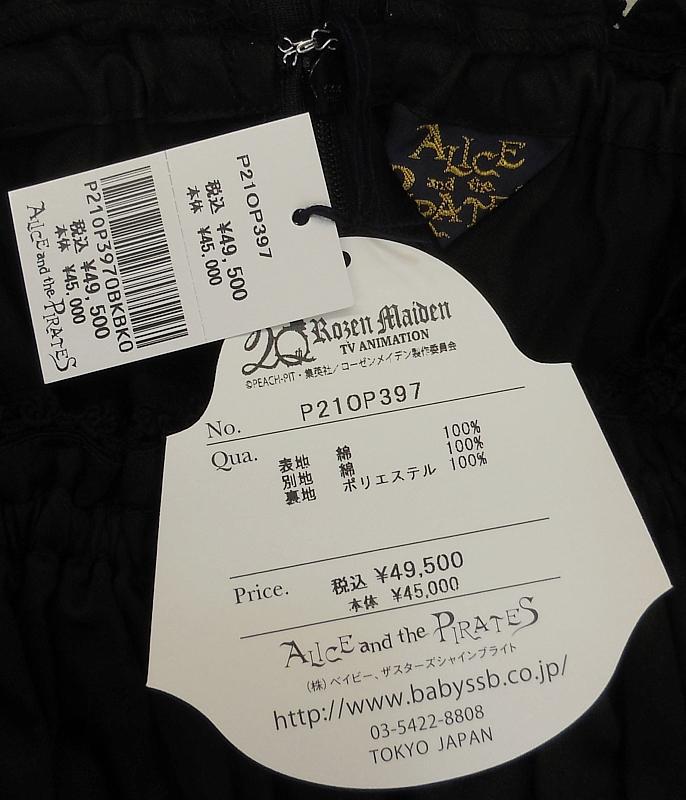 P21OP397
税込 ¥49,500
本体 ¥45,000
P21OP3970BKBK0
税込 ¥49,500
本体 ¥45,000
ALICE and the PIRATES
ALICE
and the
20th Rozen Maiden
TV ANIMATION
©PEACH-PIT・集英社/ローゼンメイデン製作委員会
No. P21OP397
Qua. 表地 綿 100%
別地 綿 100%
裏地 ポリエステル 100%
Price. 税込 ¥49,500
本体 ¥45,000
ALICE and the PIRATES
(株)ベイビー、ザスターズシャインブライト
http://www.babyssb.co.jp/
03-5422-8808
TOKYO JAPAN